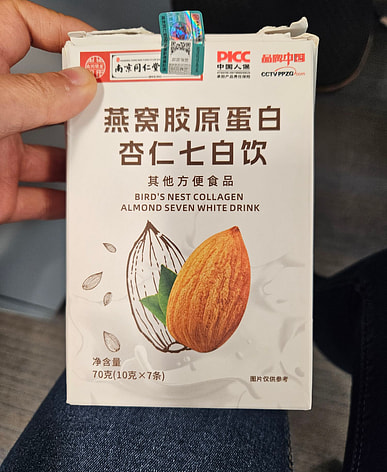 南京同仁堂
PICC
中国人保
品牌中国
CCTVPPZG
燕窝胶原蛋白
杏仁七白饮
其他方便食品
BIRD'S NEST COLLAGEN
ALMOND SEVEN WHITE DRINK
净含量
70克(10克×7条)
图片仅供参考